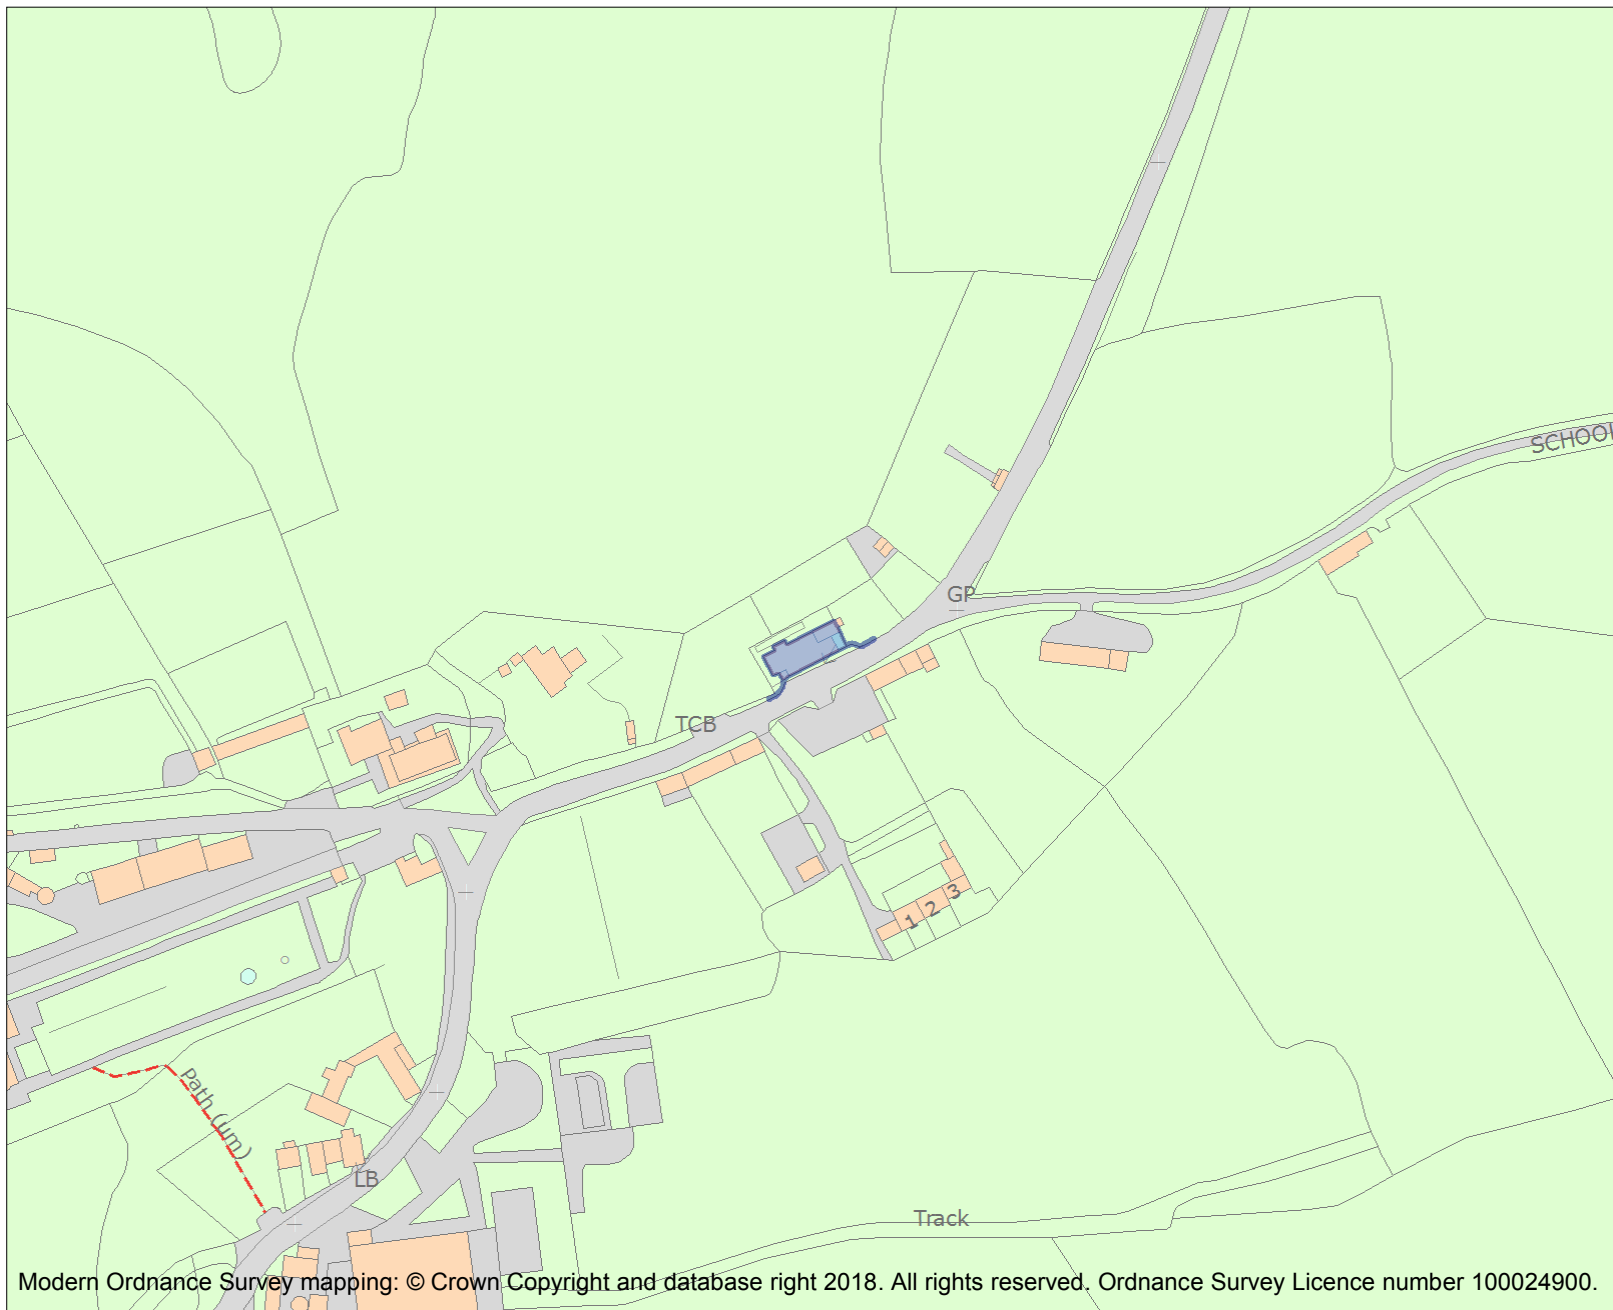 SCHOOL
GP
TCB
1
2
3
Path (um)
LB
Track
Modern Ordnance Survey mapping: © Crown Copyright and database right 2018. All rights reserved. Ordnance Survey Licence number 100024900.